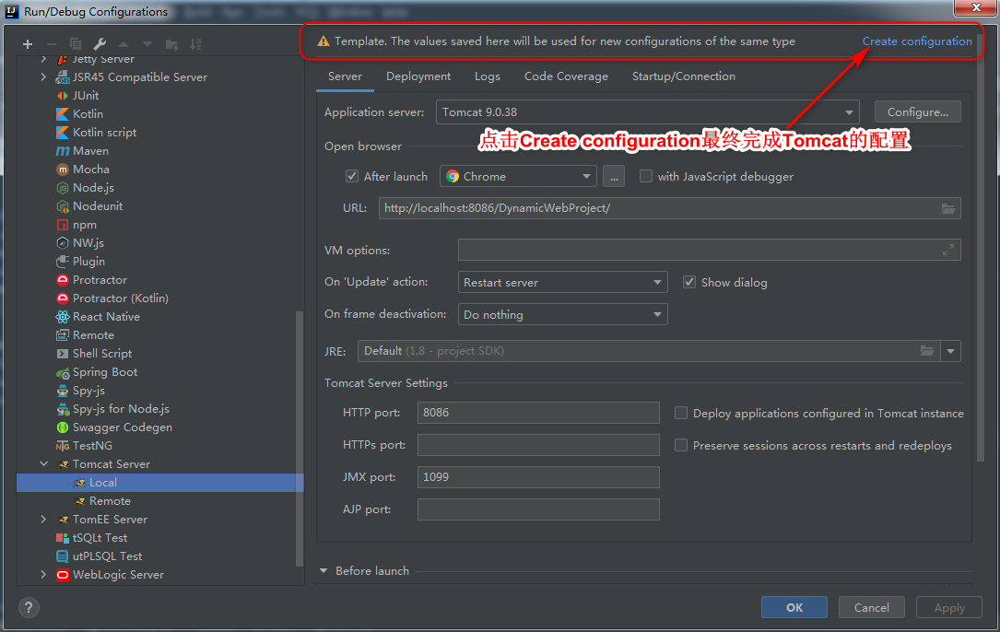 Run/Debug Configurations
Template. The values saved here will be used for new configurations of the same type
Create configuration
Jetty Server
JSR45 Compatible Server
JUnit
Kotlin
Kotlin script
Maven
Mocha
Node.js
Nodeunit
npm
NW.js
Plugin
Protractor
Protractor (Kotlin)
React Native
Remote
Shell Script
Spring Boot
Spy-js
Spy-js for Node.js
Swagger Codegen
TestNG
Tomcat Server
Local
Remote
TomEE Server
tSQLt Test
utPLSQL Test
WebLogic Server
Server Deployment Logs Code Coverage Startup/Connection
Application server: Tomcat 9.0.38 Configure...
点击Create configuration最终完成Tomcat的配置
Open browser
After launch Chrome ... with JavaScript debugger
URL: http://localhost:8086/DynamicWebProject/
VM options:
On 'Update' action: Restart server Show dialog
On frame deactivation: Do nothing
JRE: Default (1.8 - project SDK)
Tomcat Server Settings
HTTP port: 8086 Deploy applications configured in Tomcat instance
HTTPs port: Preserve sessions across restarts and redeploys
JMX port: 1099
AJP port:
Before launch
? OK Cancel Apply